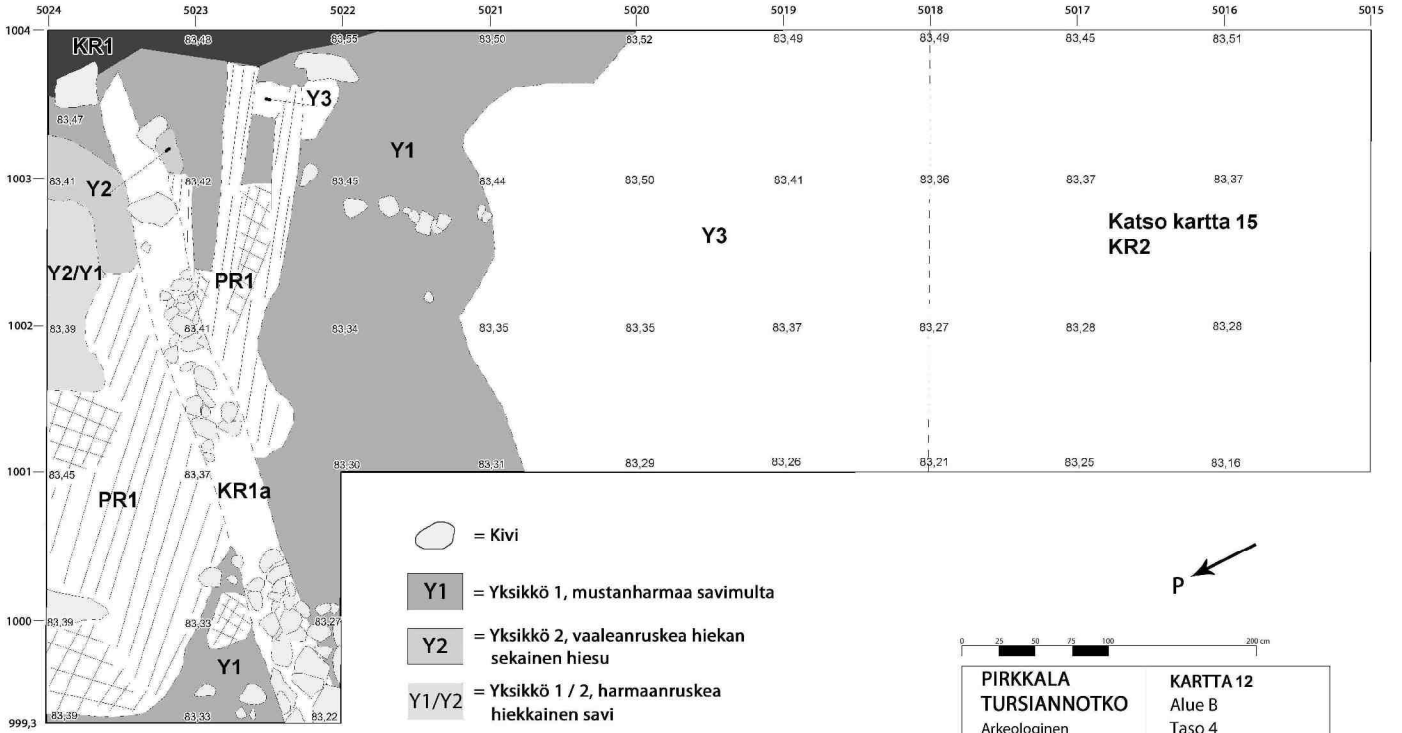 5024 5023 5022 5021 5020 5019 5018 5017 5016 5015
1004 83,48 83,55 83,50 83,52 83,49 83,49 83,45 83,51
KR1
Y3
83,47
Y1
1003 83,41 83,42 83,45 83,44 83,50 83,41 83,36 83,37 83,37
Y2
Katso kartta 15
Y3
KR2
Y2/Y1 PR1
1002 83,39 83,41 83,34 83,35 83,35 83,37 83,27 83,28 83,28
1001 83,45 83,37 83,30 83,31 83,29 83,26 83,21 83,25 83,16
PR1 KR1a
= Kivi
P
Y1 = Yksikkö 1, mustanharmaa savimulta
1000 83,39 83,33 83,27
Y2 = Yksikkö 2, vaaleanruskea hiekan
sekainen hiesu
Y1
0 25 50 75 100 200 cm
Y1/Y2 = Yksikkö 1 / 2, harmaanruskea
hiekkainen savi
999,3 83,39 83,33 83,22
PIRKKALA
TURSIANNOTKO
Arkeologinen
KARTTA 12
Alue B
Taso 4